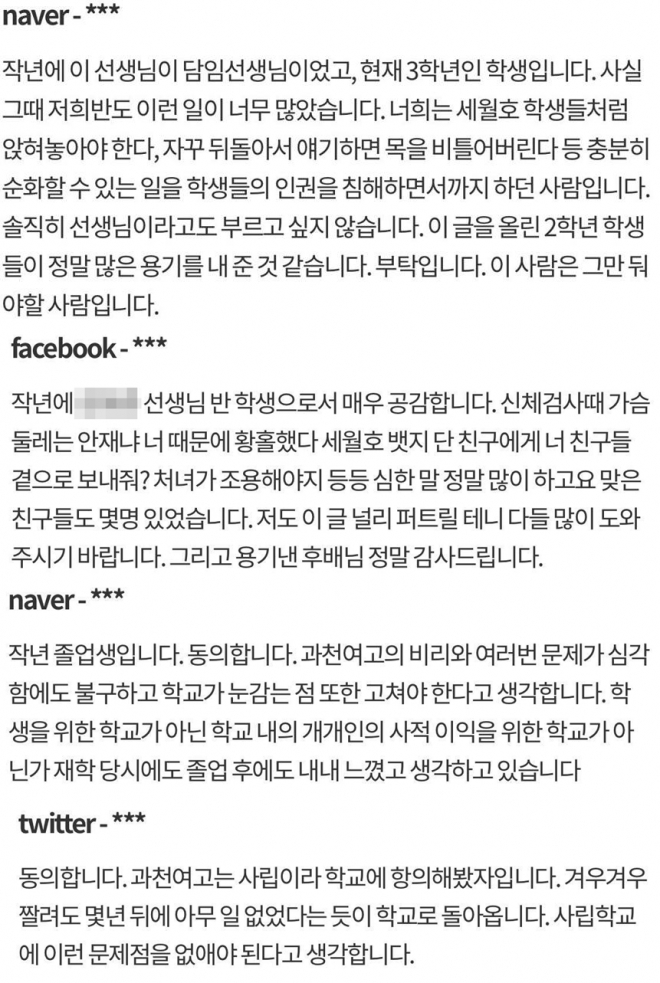 naver - ***
작년에 이 선생님이 담임선생님이었고, 현재 3학년인 학생입니다. 사실
그때 저희반도 이런 일이 너무 많았습니다. 너희는 세월호 학생들처럼
앉혀놓아야 한다, 자꾸 뒤돌아서 얘기하면 목을 비틀어버린다 등 충분히
순화할 수 있는 일을 학생들의 인권을 침해하면서까지 하던 사람입니다.
솔직히 선생님이라고도 부르고 싶지 않습니다. 이 글을 올린 2학년 학생
들이 정말 많은 용기를 내 준 것 같습니다. 부탁입니다. 이 사람은 그만 둬
야할 사람입니다.
facebook - ***
작년에 선생님 반 학생으로서 매우 공감합니다. 신체검사때 가슴
둘레는 안재냐 너 때문에 황홀했다 세월호 뱃지 단 친구에게 너 친구들
곁으로 보내줘? 처녀가 조용해야지 등등 심한 말 정말 많이 하고요 맞은
친구들도 몇명 있었습니다. 저도 이 글 널리 퍼트릴 테니 다들 많이 도와
주시기 바랍니다. 그리고 용기낸 후배님 정말 감사드립니다.
naver - ***
작년 졸업생입니다. 동의합니다. 과천여고의 비리와 여러번 문제가 심각
함에도 불구하고 학교가 눈감는 점 또한 고쳐야 한다고 생각합니다. 학
생을 위한 학교가 아닌 학교 내의 개개인의 사적 이익을 위한 학교가 아
닌가 재학 당시에도 졸업 후에도 내내 느꼈고 생각하고 있습니다
twitter - ***
동의합니다. 과천여고는 사립이라 학교에 항의해봤자입니다. 겨우겨우
짤려도 몇년 뒤에 아무 일 없었다는 듯이 학교로 돌아옵니다. 사립학교
에 이런 문제점을 없애야 된다고 생각합니다.